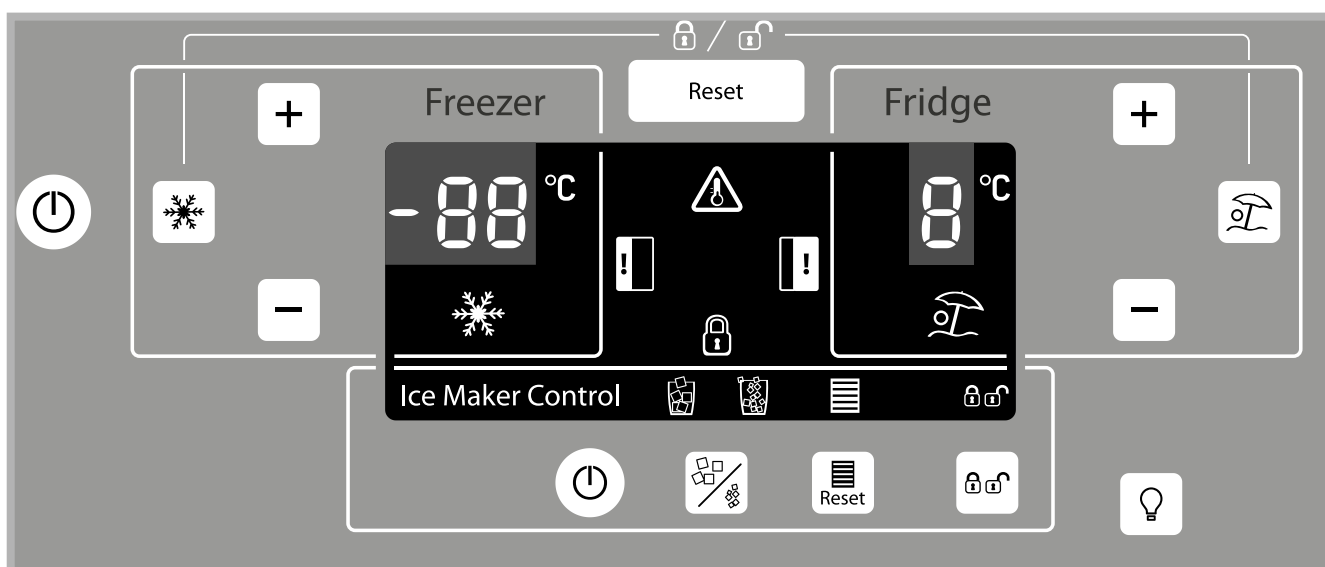 Freezer
Reset
Fridge
-88 °C
8 °C
Ice Maker Control
Reset